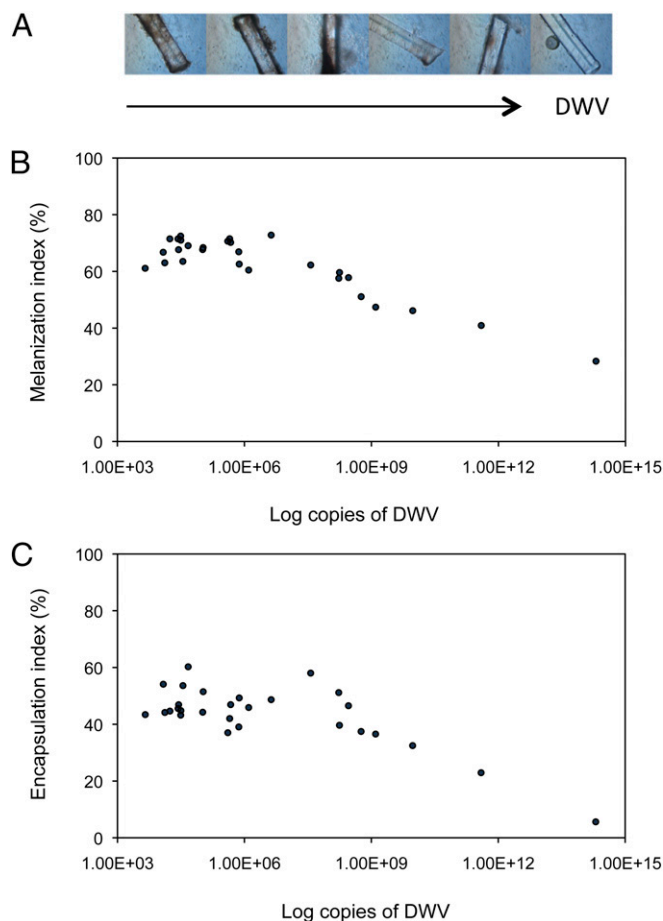 A
DWV
B
100
80
60
40
20
0
Melanization index (%)
1.00E+03 1.00E+06 1.00E+09 1.00E+12 1.00E+15
Log copies of DWV
C
100
80
60
40
20
0
Encapsulation index (%)
1.00E+03 1.00E+06 1.00E+09 1.00E+12 1.00E+15
Log copies of DWV